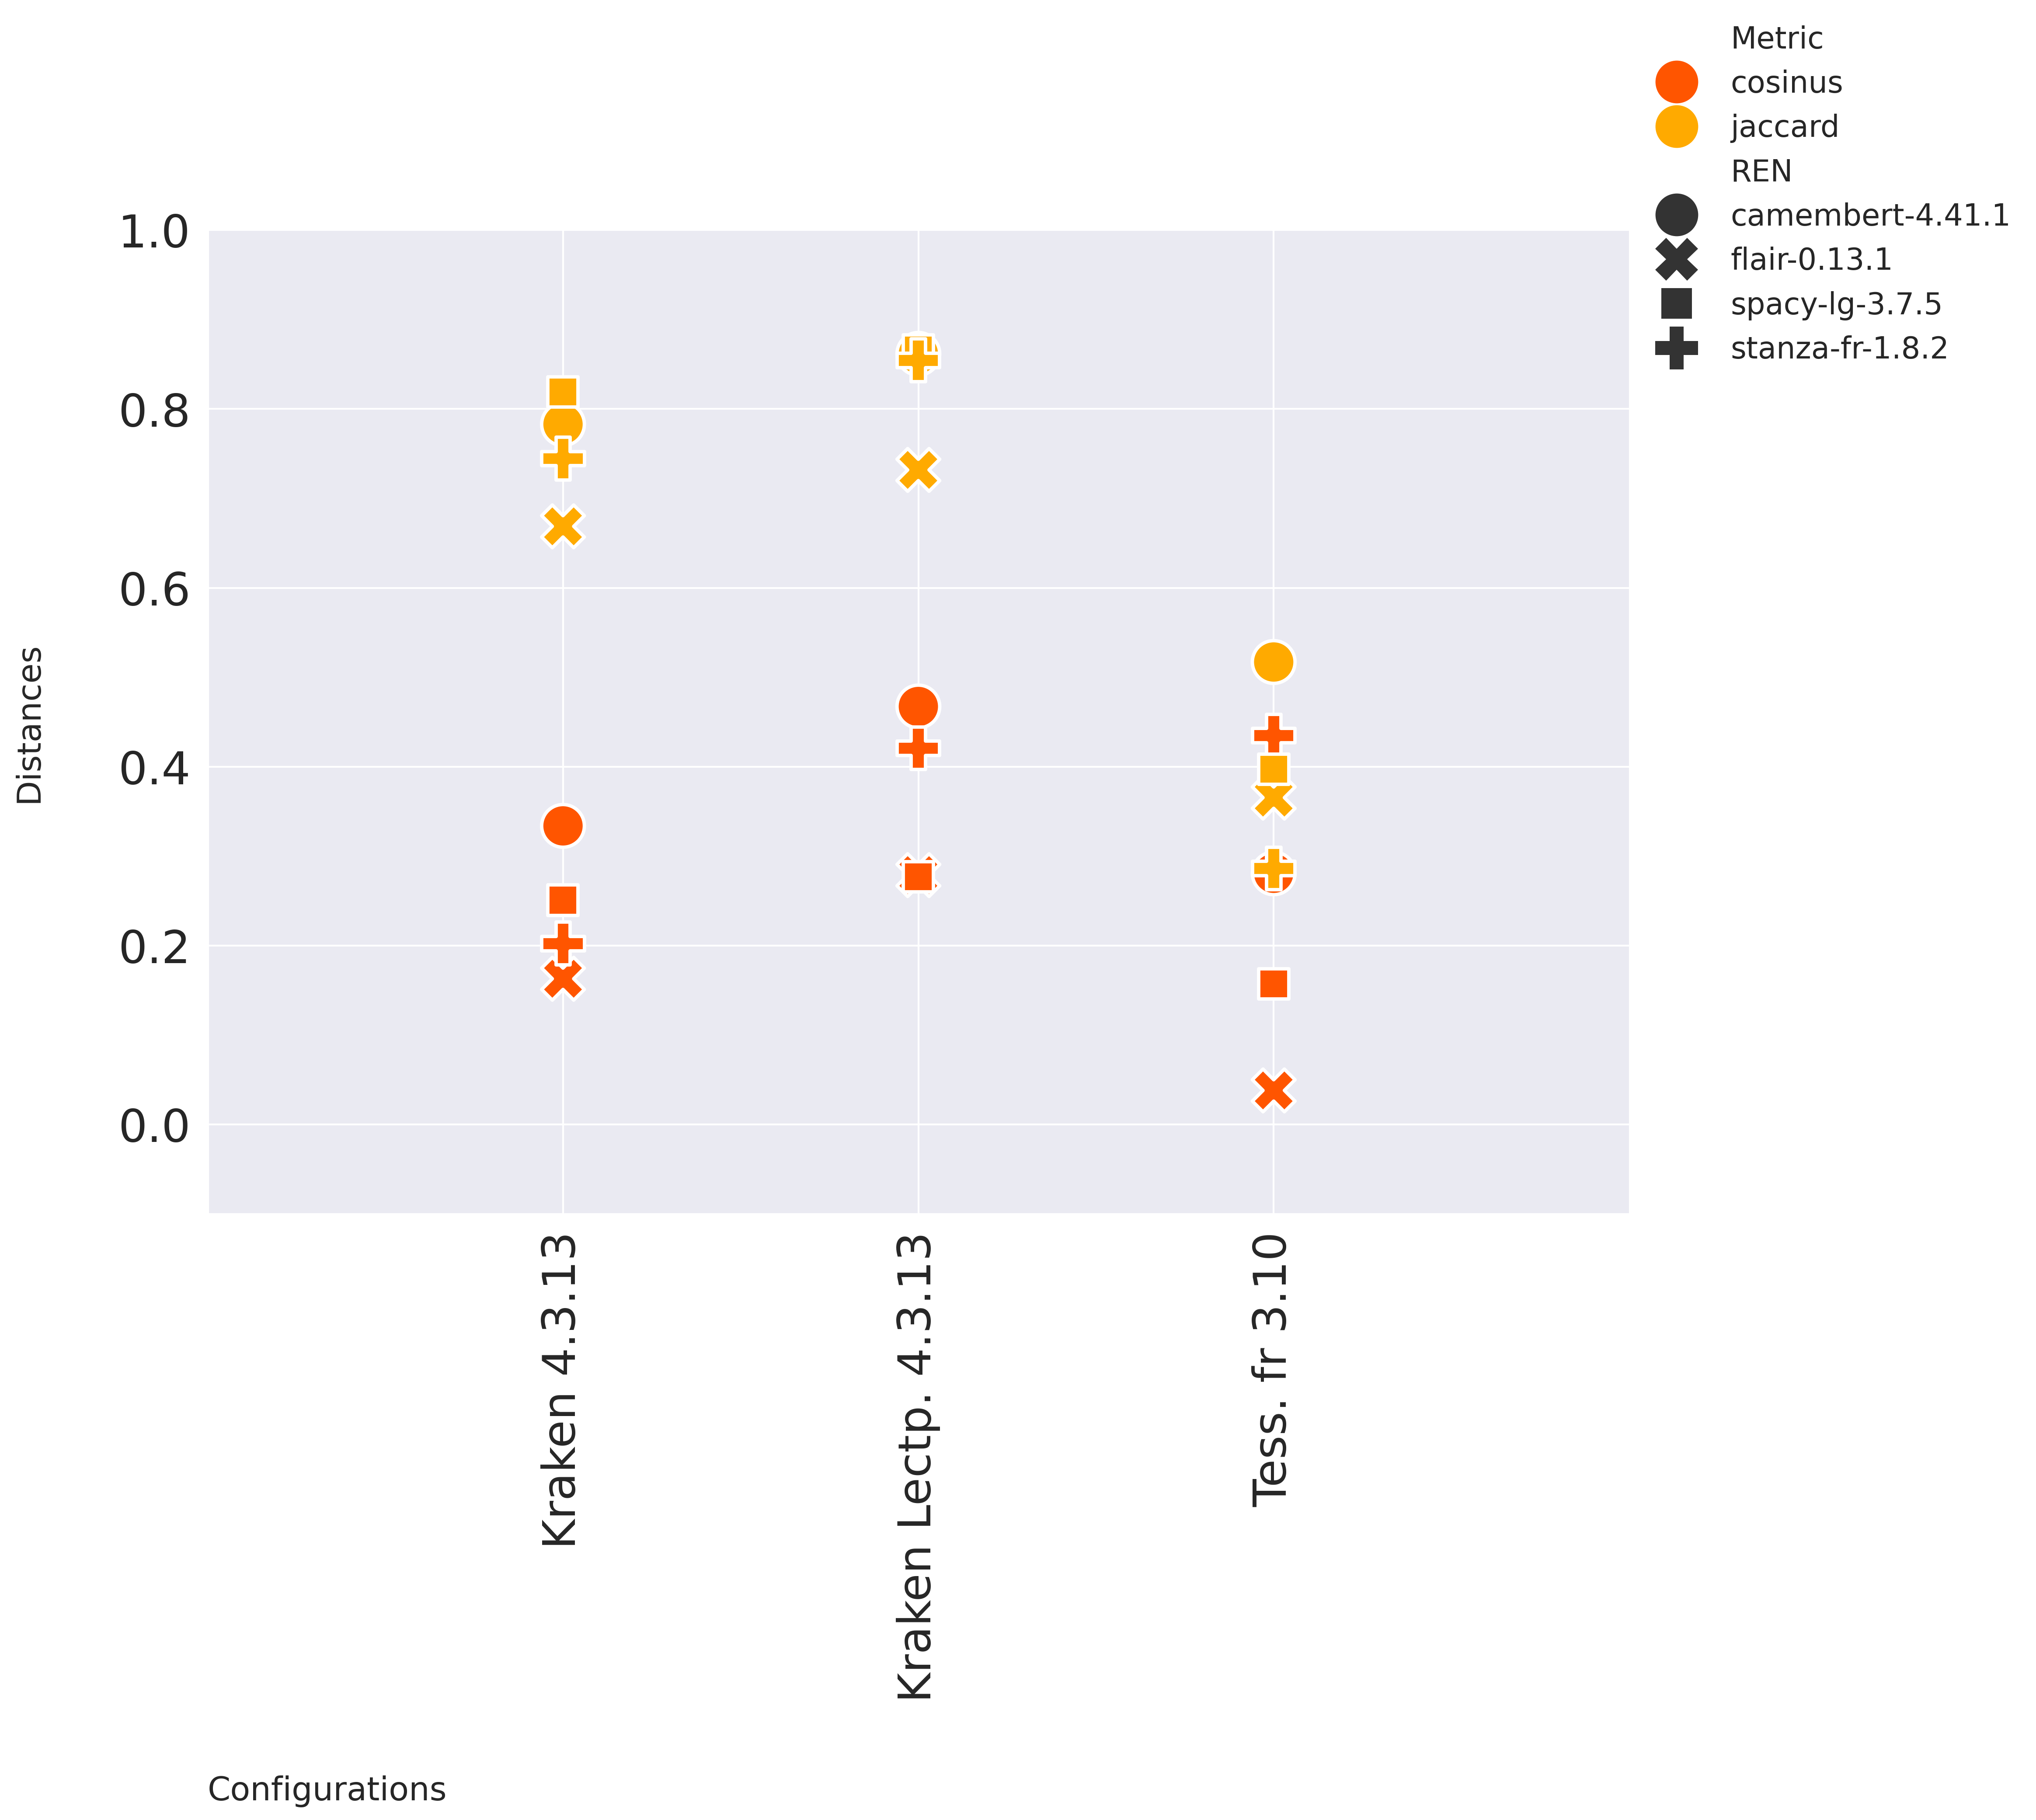 Metric
cosinus
jaccard
REN
camembert-4.41.1
flair-0.13.1
spacy-lg-3.7.5
stanza-fr-1.8.2
1.0
0.8
0.6
0.4
0.2
0.0
Distances
Kraken 4.3.13
Kraken Lectp. 4.3.13
Tess. fr 3.10
Configurations